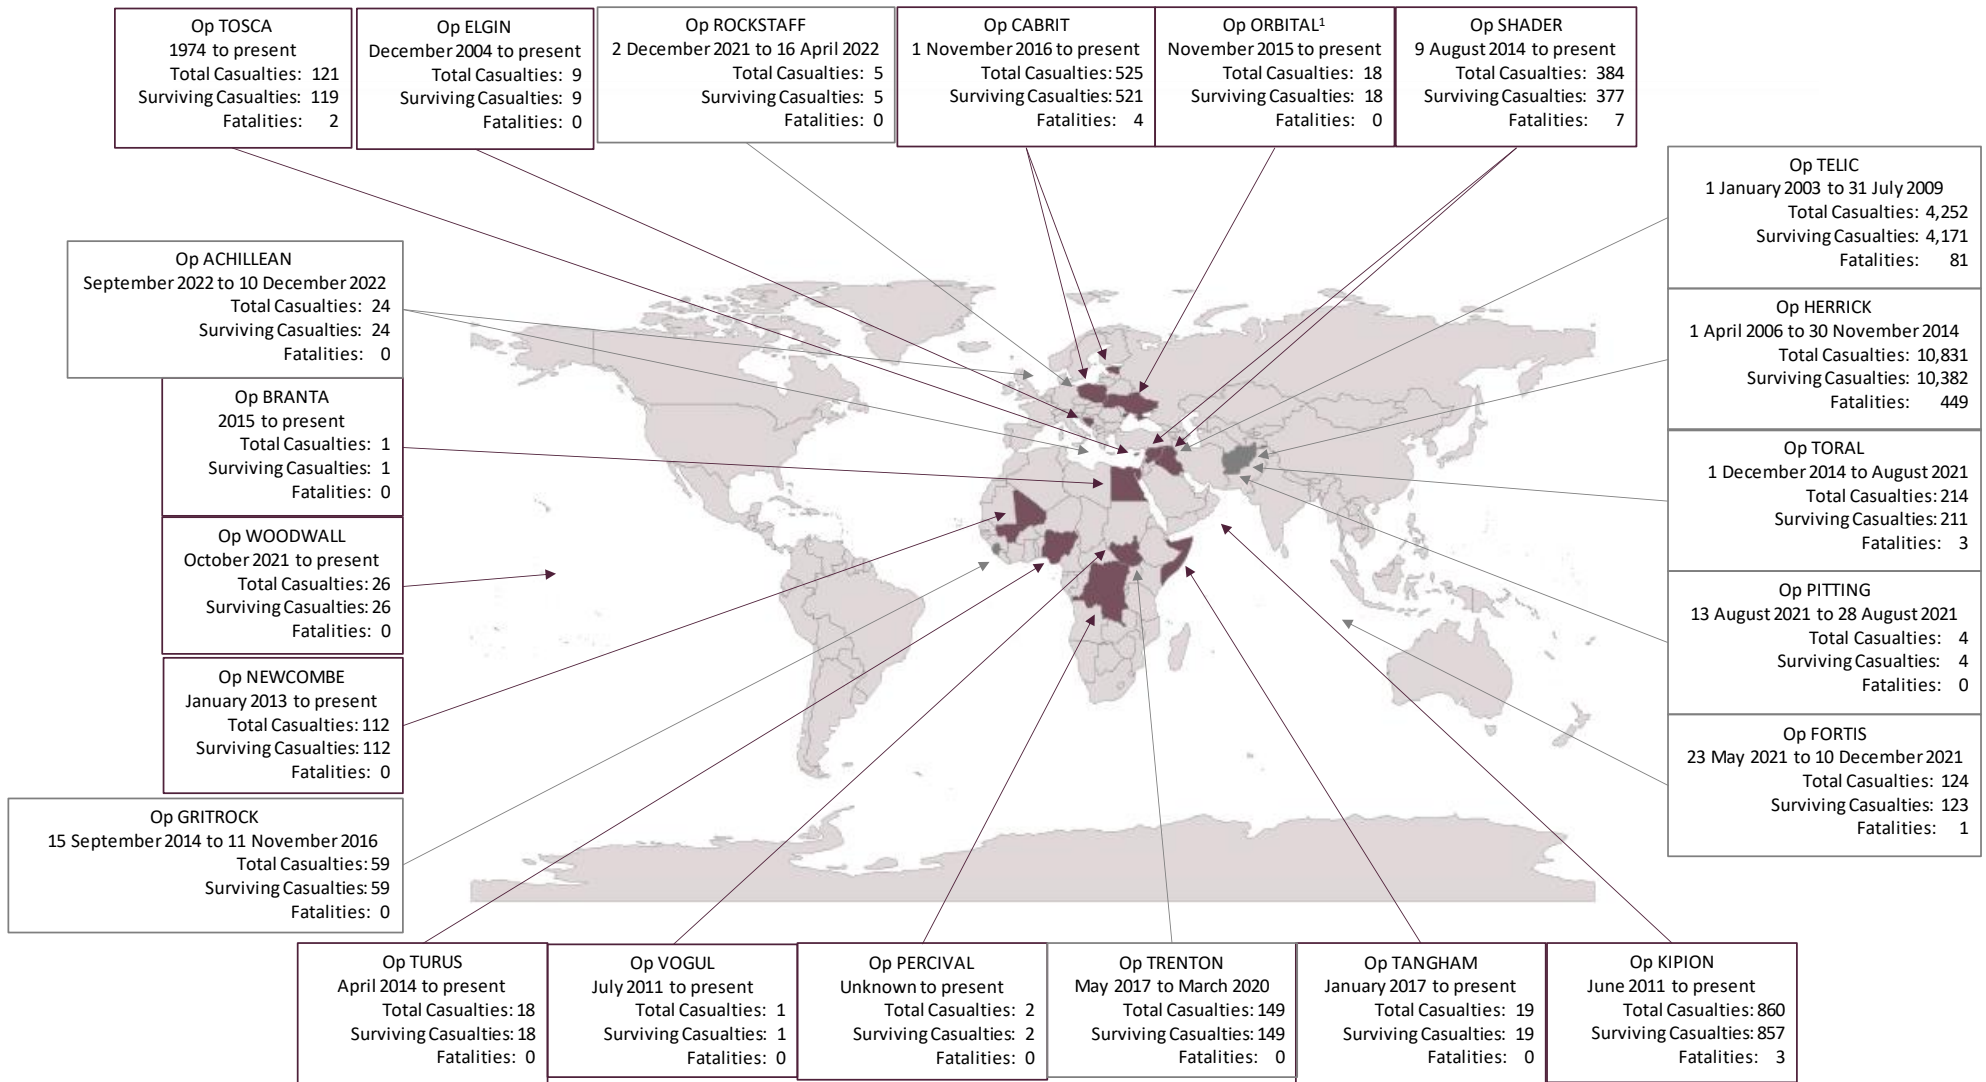 Op TOSCA
1974 to present
Total Casualties: 121
Surviving Casualties: 119
Fatalities: 2
Op ELGIN
December 2004 to present
Total Casualties: 9
Surviving Casualties: 9
Fatalities: 0
Op ROCKSTAFF
2 December 2021 to 16 April 2022
Total Casualties: 5
Surviving Casualties: 5
Fatalities: 0
Op CABRIT
1 November 2016 to present
Total Casualties: 525
Surviving Casualties: 521
Fatalities: 4
Op ORBITAL¹
November 2015 to present
Total Casualties: 18
Surviving Casualties: 18
Fatalities: 0
Op SHADER
9 August 2014 to present
Total Casualties: 384
Surviving Casualties: 377
Fatalities: 7
Op TELIC
1 January 2003 to 31 July 2009
Total Casualties: 4,252
Surviving Casualties: 4,171
Fatalities: 81
Op ACHILLEAN
September 2022 to 10 December 2022
Total Casualties: 24
Surviving Casualties: 24
Fatalities: 0
Op HERRICK
1 April 2006 to 30 November 2014
Total Casualties: 10,831
Surviving Casualties: 10,382
Fatalities: 449
Op BRANTA
2015 to present
Total Casualties: 1
Surviving Casualties: 1
Fatalities: 0
Op TORAL
1 December 2014 to August 2021
Total Casualties: 214
Surviving Casualties: 211
Fatalities: 3
Op WOODWALL
October 2021 to present
Total Casualties: 26
Surviving Casualties: 26
Fatalities: 0
Op PITTING
13 August 2021 to 28 August 2021
Total Casualties: 4
Surviving Casualties: 4
Fatalities: 0
Op NEWCOMBE
January 2013 to present
Total Casualties: 112
Surviving Casualties: 112
Fatalities: 0
Op FORTIS
23 May 2021 to 10 December 2021
Total Casualties: 124
Surviving Casualties: 123
Fatalities: 1
Op GRITROCK
15 September 2014 to 11 November 2016
Total Casualties: 59
Surviving Casualties: 59
Fatalities: 0
Op TURUS
April 2014 to present
Total Casualties: 18
Surviving Casualties: 18
Fatalities: 0
Op VOGUL
July 2011 to present
Total Casualties: 1
Surviving Casualties: 1
Fatalities: 0
Op PERCIVAL
Unknown to present
Total Casualties: 2
Surviving Casualties: 2
Fatalities: 0
Op TRENTON
May 2017 to March 2020
Total Casualties: 149
Surviving Casualties: 149
Fatalities: 0
Op TANGHAM
January 2017 to present
Total Casualties: 19
Surviving Casualties: 19
Fatalities: 0
Op KIPION
June 2011 to present
Total Casualties: 860
Surviving Casualties: 857
Fatalities: 3